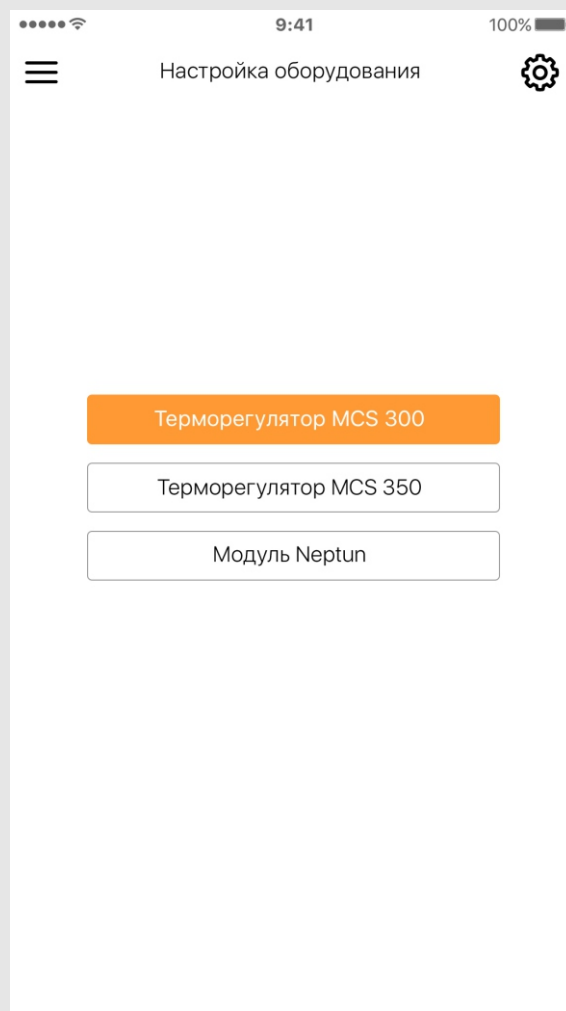 9:41
100%
Настройка оборудования
Терморегулятор MCS 300
Терморегулятор MCS 350
Модуль Neptun